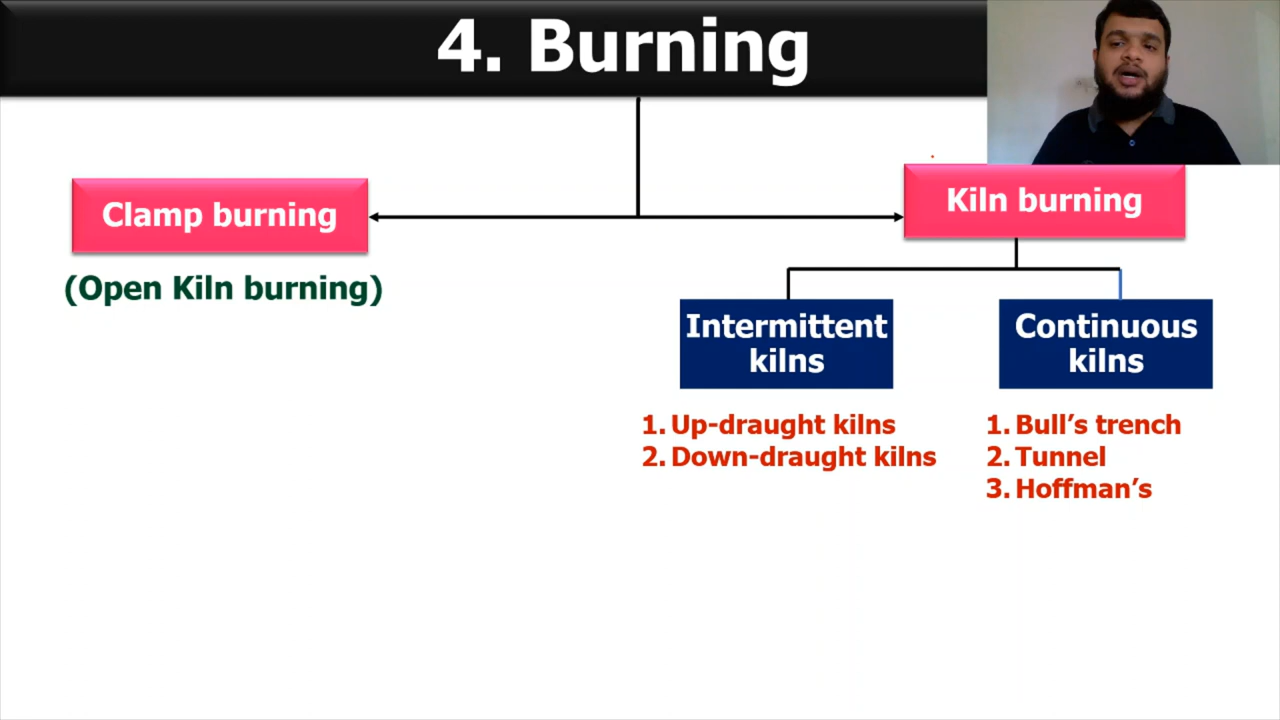 4. Burning
Clamp burning
(Open Kiln burning)
Kiln burning
Intermittent
kilns
1. Up-draught kilns
2. Down-draught kilns
Continuous
kilns
1. Bull’s trench
2. Tunnel
3. Hoffman’s